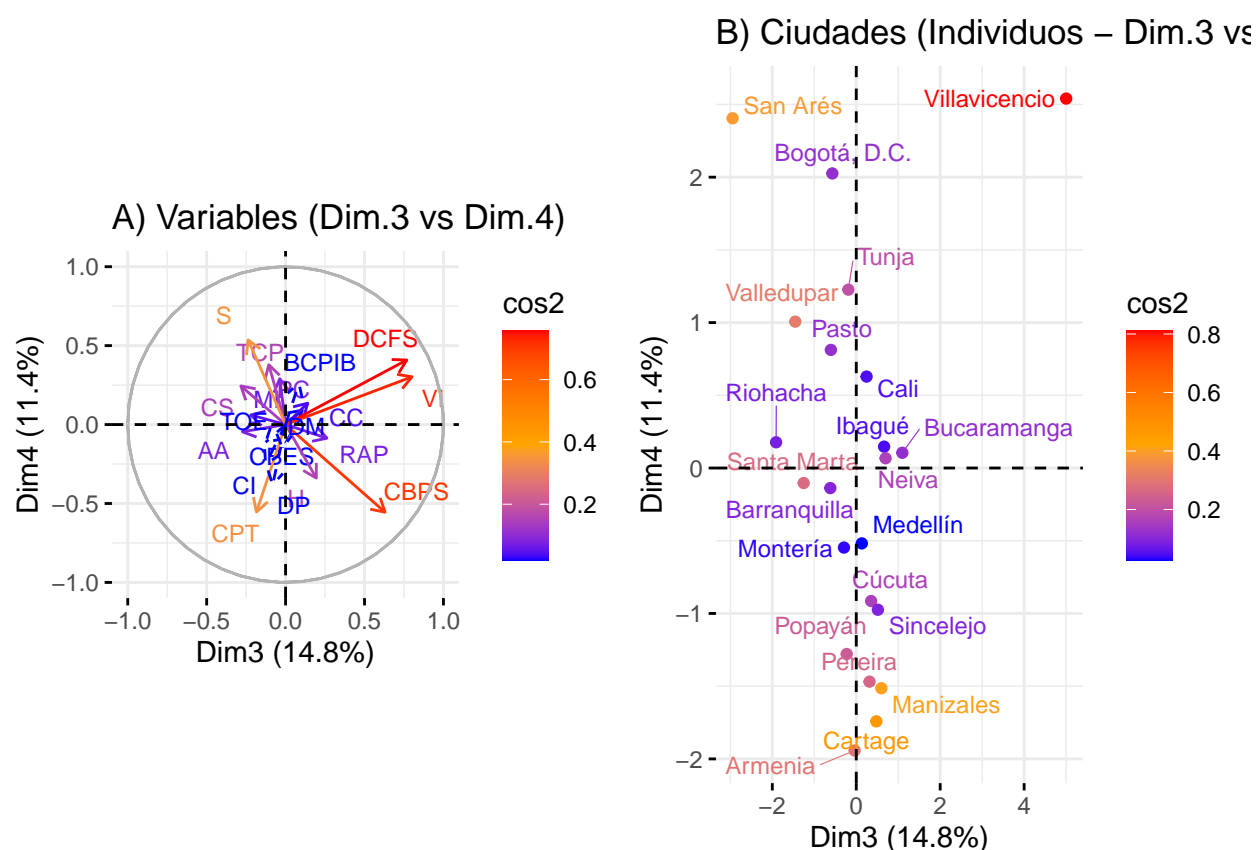 B) Ciudades (Individuos – Dim.3 vs
A) Variables (Dim.3 vs Dim.4)
1.0
0.5
0.0
−0.5
−1.0
Dim4 (11.4%)
S
TCP
BCPIB
DCFS
VT
CS
CC
TOE
AA
RAP
OBES
CI
DP
CBPS
CPT
−1.0 −0.5 0.0 0.5 1.0
Dim3 (14.8%)
cos2
0.6
0.4
0.2
2
1
0
−1
−2
Dim4 (11.4%)
San Arés
Villavicencio
Bogotá, D.C.
Tunja
Valledupar
Pasto
Cali
Riohacha
Ibagué
Bucaramanga
Santa Marta
Neiva
Barranquilla
Medellín
Montería
Cúcuta
Popayán
Sincelejo
Pereira
Manizales
Cartage
Armenia
−2 0 2 4
Dim3 (14.8%)
cos2
0.8
0.6
0.4
0.2